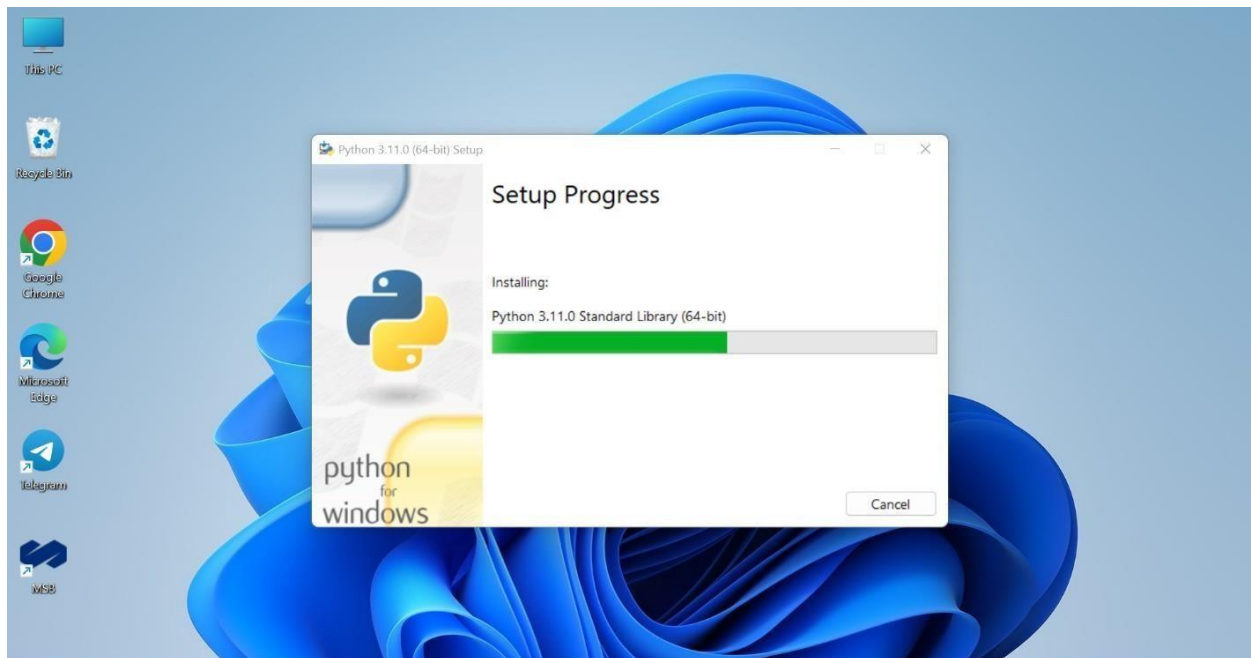 This PC
Recycle Bin
Google
Chrome
Microsoft
Edge
Telegram
MSB
Python 3.11.0 (64-bit) Setup
Setup Progress
Installing:
Python 3.11.0 Standard Library (64-bit)
python
for
windows
Cancel